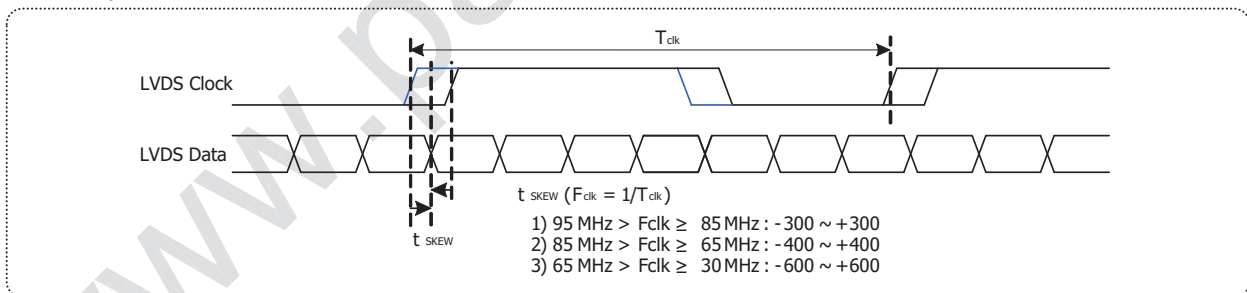 Tclk
LVDS Clock
LVDS Data
t SKEW (Fclk = 1/Tclk)
1) 95 MHz > Fclk ≥ 85 MHz : -300 ~ +300
t SKEW
2) 85 MHz > Fclk ≥ 65 MHz : -400 ~ +400
3) 65 MHz > Fclk ≥ 30 MHz : -600 ~ +600